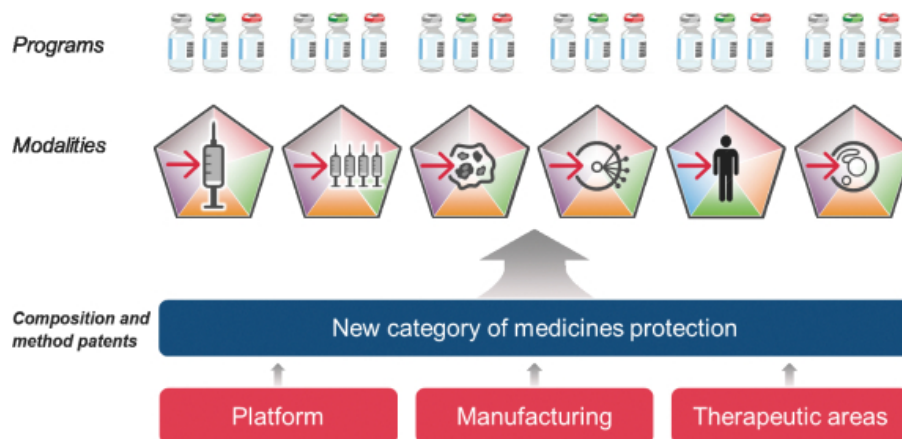 Programs
Modalities
Composition and
method patents
New category of medicines protection
Platform
Manufacturing
Therapeutic areas